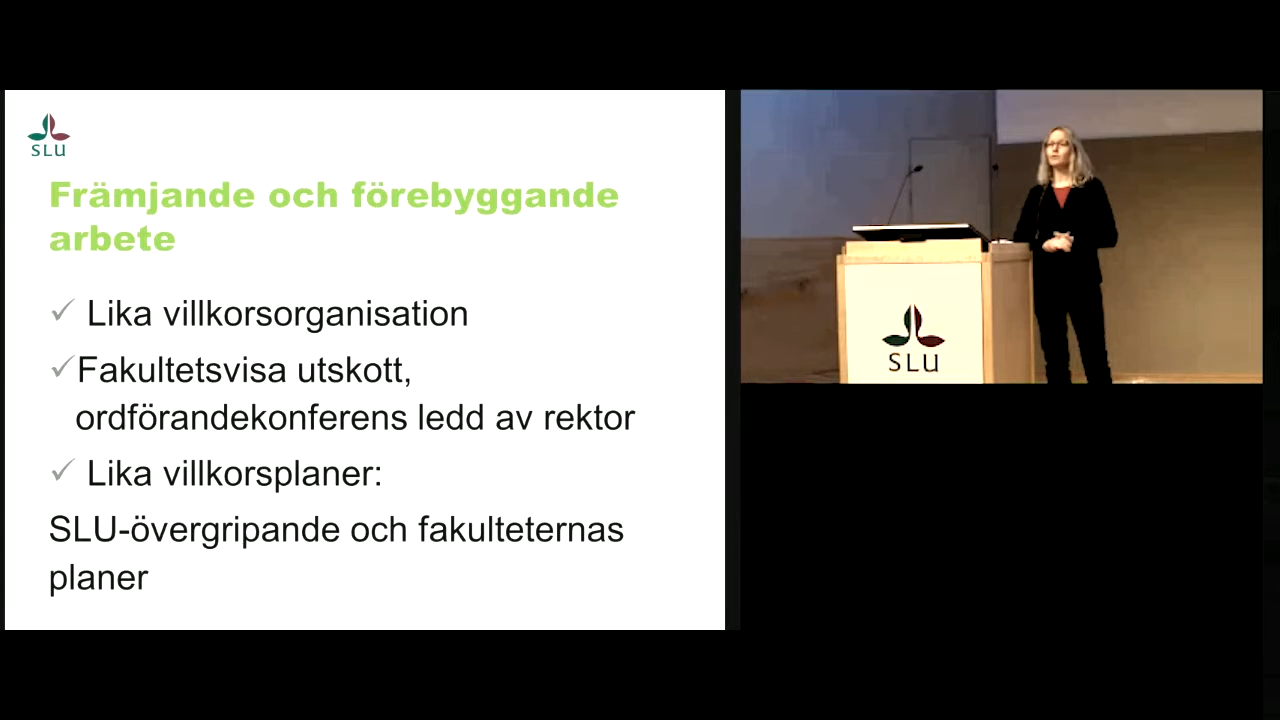 SLU
Främjande och förebyggande
arbete
✓ Lika villkorsorganisation
✓Fakultetsvisa utskott,
ordförandekonferens ledd av rektor
✓ Lika villkorsplaner:
SLU-övergripande och fakulteternas
planer
SLU